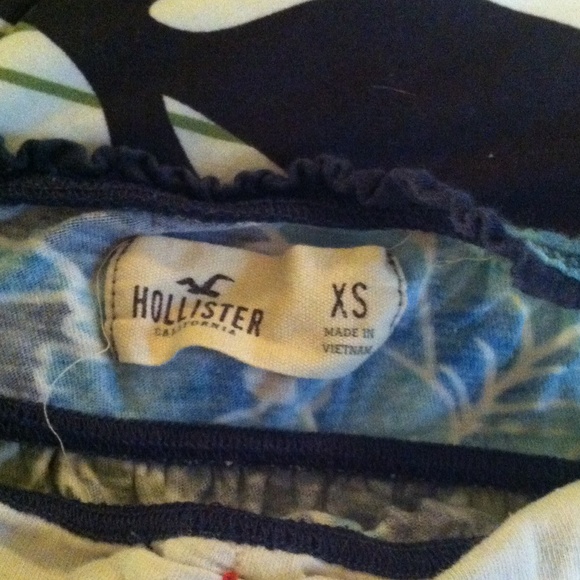 HOLLISTER
CALIFORNIA
XS
MADE IN
VIETNAM